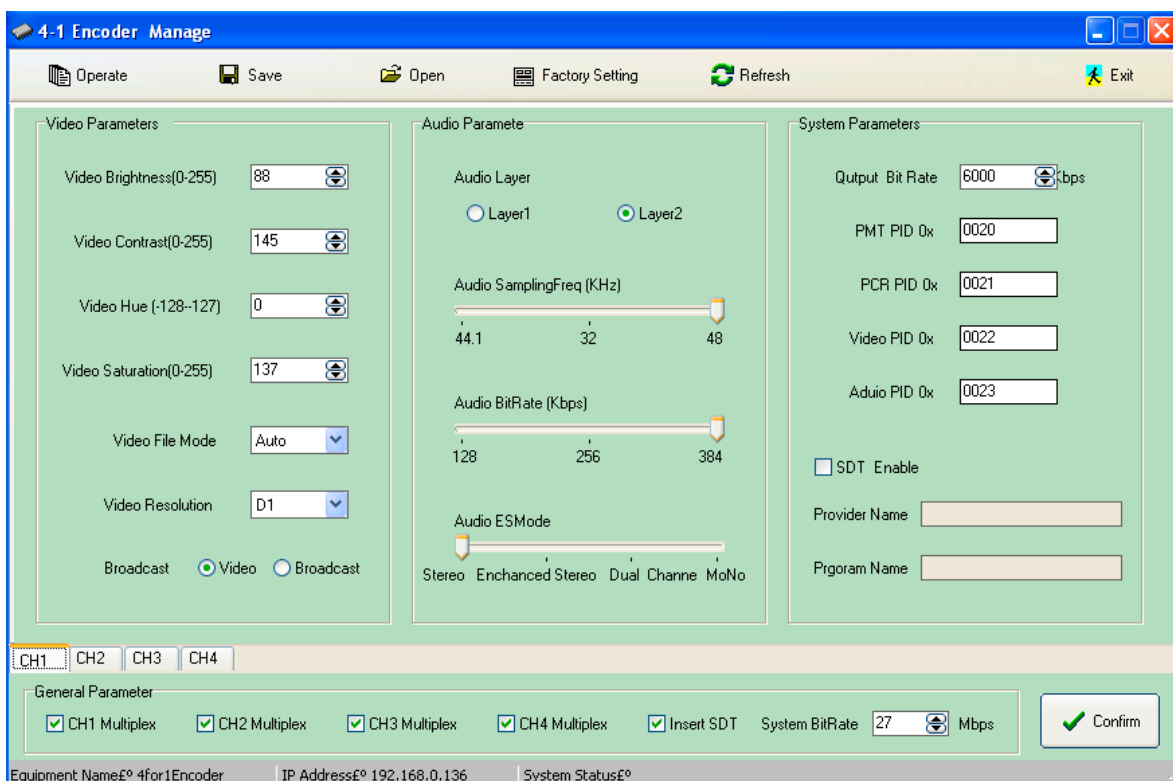 4-1 Encoder Manage
Operate Save Open Factory Setting Refresh Exit
Video Parameters
Video Brightness(0-255) 88
Video Contrast(0-255) 145
Video Hue (-128--127) 0
Video Saturation(0-255) 137
Video File Mode Auto
Video Resolution D1
Broadcast Video Broadcast
Audio Paramete
Audio Layer
Layer1 Layer2
Audio SamplingFreq (KHz)
44.1 32 48
Audio BitRate (Kbps)
128 256 384
Audio ESMode
Stereo Enchanced Stereo Dual Channe MoNo
System Parameters
Qutput Bit Rate 6000 Kbps
PMT PID 0x 0020
PCR PID 0x 0021
Video PID 0x 0022
Aduio PID 0x 0023
SDT Enable
Provider Name
Prgoram Name
CH1 CH2 CH3 CH4
General Parameter
CH1 Multiplex CH2 Multiplex CH3 Multiplex CH4 Multiplex Insert SDT System BitRate 27 Mbps
Confirm
Equipment Name£º 4for1Encoder IP Address£º 192.168.0.136 System Status£º